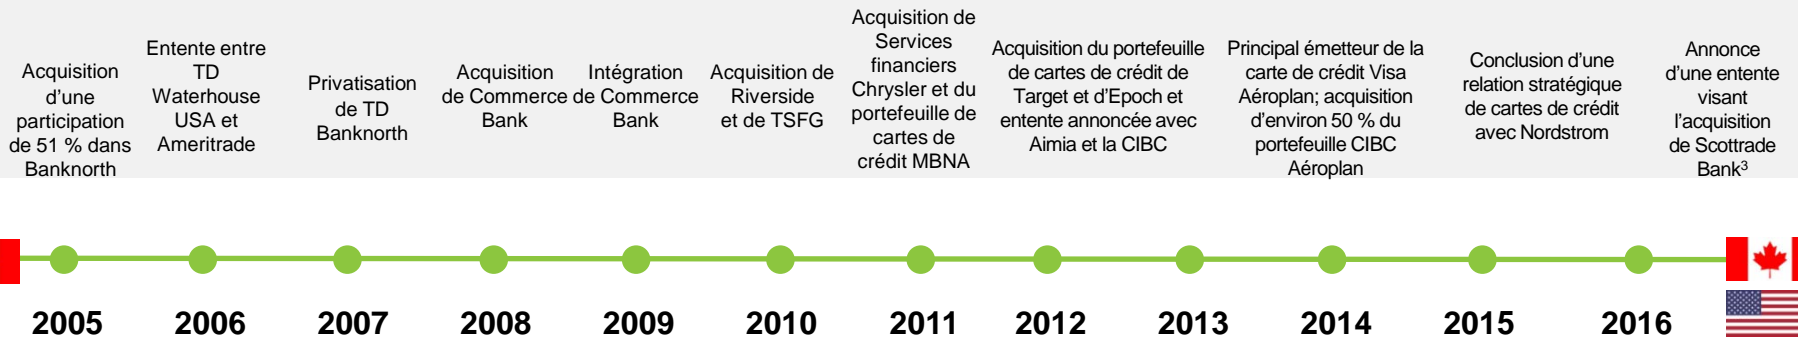 Acquisition
d’une
participation
de 51 % dans
Banknorth
Entente entre
TD
Waterhouse
USA et
Ameritrade
Privatisation
de TD
Banknorth
Acquisition
de Commerce
Bank
Intégration
de Commerce
Bank
Acquisition de
Riverside
et de TSFG
Acquisition de
Services
financiers
Chrysler et du
portefeuille de
cartes de
crédit MBNA
Acquisition du portefeuille
de cartes de crédit de
Target et d’Epoch et
entente annoncée avec
Aimia et la CIBC
Principal émetteur de la
carte de crédit Visa
Aéroplan; acquisition
d’environ 50 % du
portefeuille CIBC
Aéroplan
Conclusion d’une
relation stratégique
de cartes de crédit
avec Nordstrom
Annonce
d’une entente
visant
l’acquisition
de Scottrade
Bank³
2005 2006 2007 2008 2009 2010 2011 2012 2013 2014 2015 2016